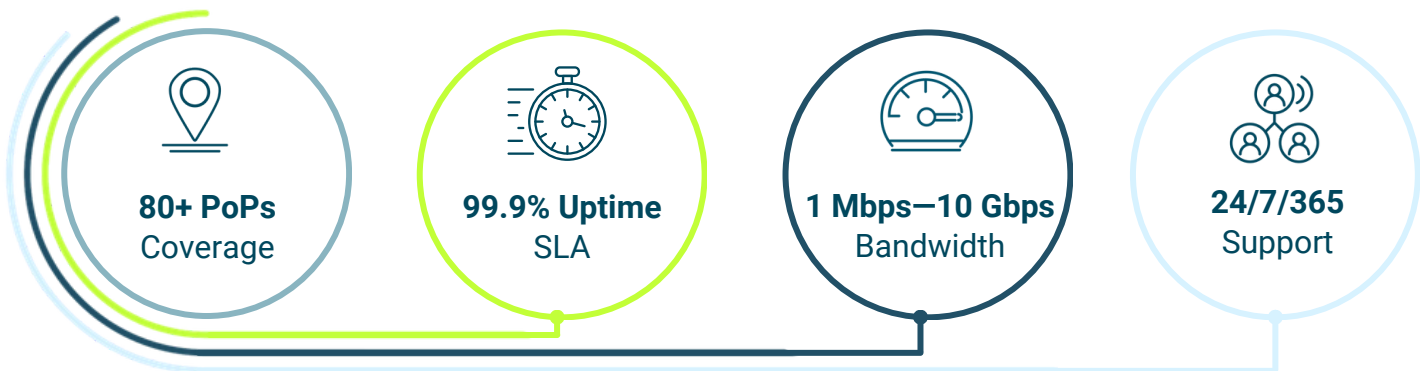 80+ PoPs
Coverage
99.9% Uptime
SLA
1 Mbps—10 Gbps
Bandwidth
24/7/365
Support